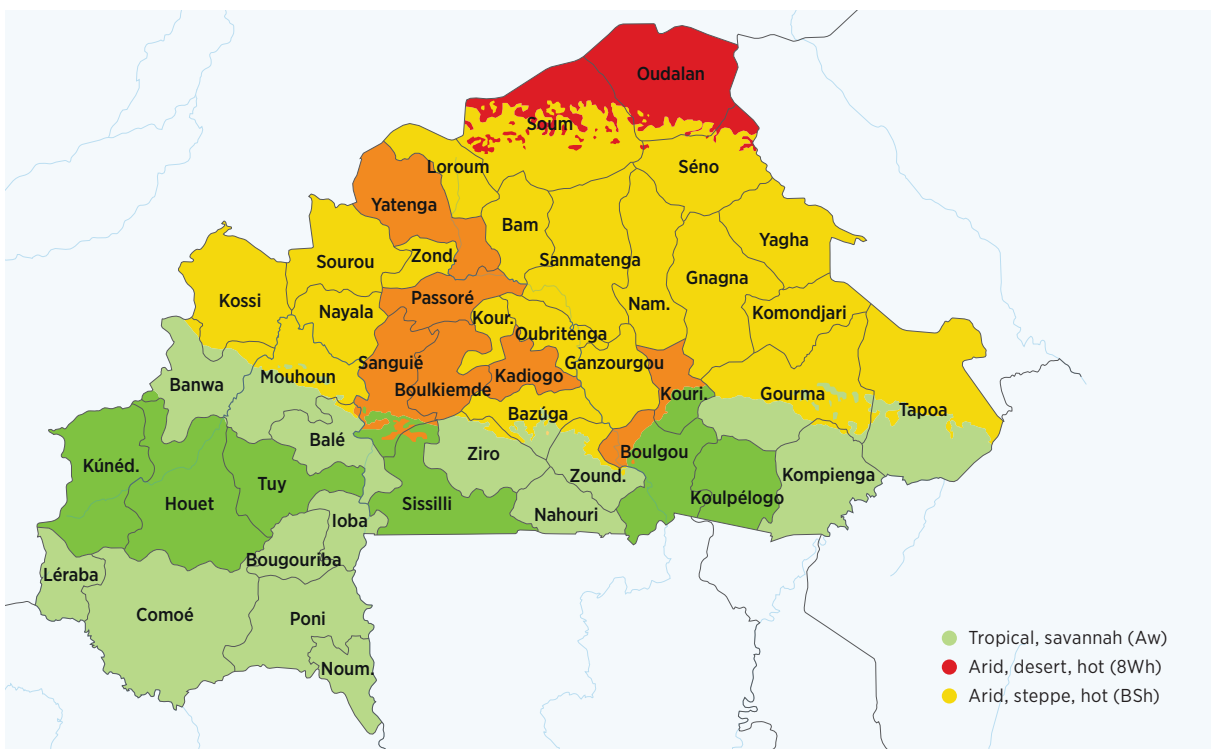 Oudalan
Soum
Loroum
Séno
Yatenga
Bam
Yagha
Zond.
Sanmatenga
Sourou
Gnagna
Kossi
Passoré
Nam.
Nayala
Komondjari
Kour.
Oubritenga
Sanguié
Ganzourgou
Mouhoun
Kadiogo
Banwa
Boulkiemde
Kouri.
Gourma
Bazúga
Tapoa
Balé
Ziro
Boulgou
Kúnéd.
Zound.
Kompienga
Tuy
Houet
Sissilli
Koulpélogo
Nahouri
Ioba
Bougouriba
Léraba
Comoé
Poni
Noum.
Tropical, savannah (Aw)
Arid, desert, hot (8Wh)
Arid, steppe, hot (BSh)